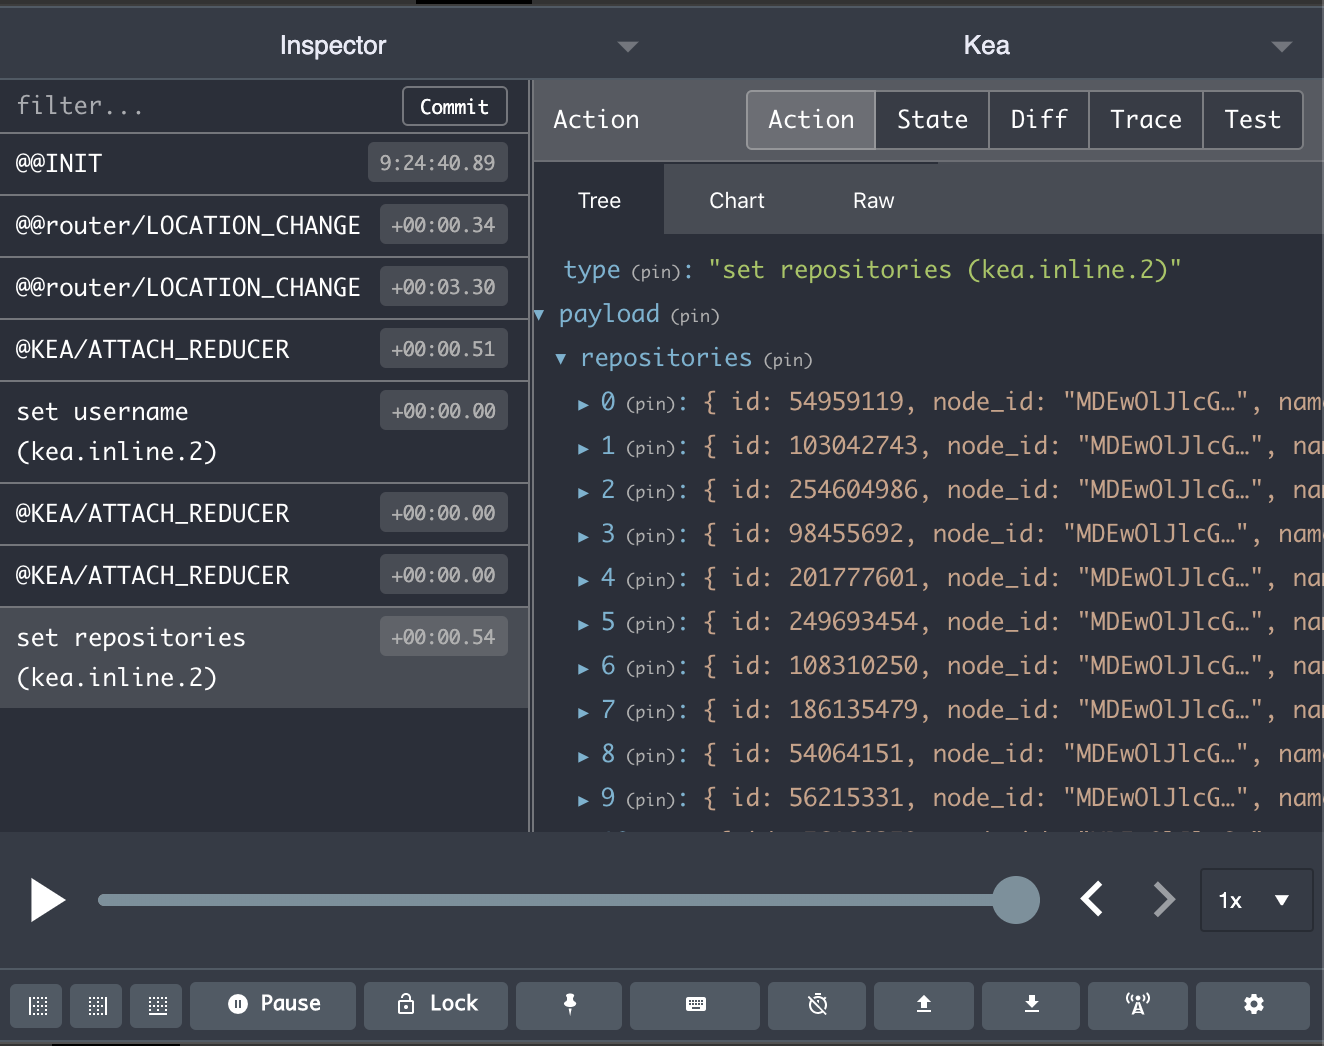 Inspector
Kea
filter...
Commit
@@INIT
9:24:40.89
@@router/LOCATION_CHANGE
+00:00.34
@@router/LOCATION_CHANGE
+00:03.30
@KEA/ATTACH_REDUCER
+00:00.51
set username
(kea.inline.2)
+00:00.00
@KEA/ATTACH_REDUCER
+00:00.00
@KEA/ATTACH_REDUCER
+00:00.00
set repositories
(kea.inline.2)
+00:00.54
Action
Action
State
Diff
Trace
Test
Tree
Chart
Raw
type (pin): "set repositories (kea.inline.2)"
payload (pin)
repositories (pin)
0 (pin): { id: 54959119, node_id: "MDEwOlJlcG…", nam
1 (pin): { id: 103042743, node_id: "MDEwOlJlcG…", na
2 (pin): { id: 254604986, node_id: "MDEwOlJlcG…", na
3 (pin): { id: 98455692, node_id: "MDEwOlJlcG…", nam
4 (pin): { id: 201777601, node_id: "MDEwOlJlcG…", na
5 (pin): { id: 249693454, node_id: "MDEwOlJlcG…", na
6 (pin): { id: 108310250, node_id: "MDEwOlJlcG…", na
7 (pin): { id: 186135479, node_id: "MDEwOlJlcG…", na
8 (pin): { id: 54064151, node_id: "MDEwOlJlcG…", nam
9 (pin): { id: 56215331, node_id: "MDEwOlJlcG…", nam
1x
Pause
Lock